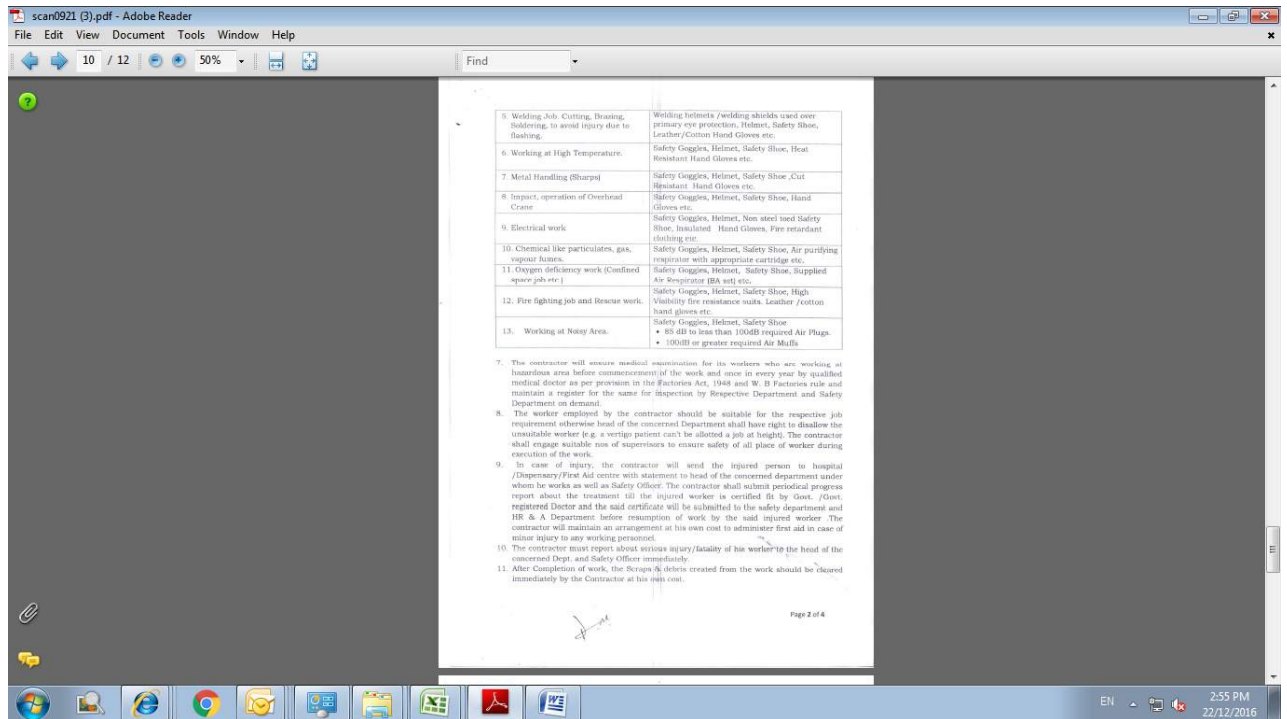 scan0921 (3).pdf - Adobe Reader
File Edit View Document Tools Window Help
10 / 12 50% Find
5. Welding Job. Cutting, Brazing,
Soldering, to avoid injury due to
flashing.
Welding helmets /welding shields used over
primary eye protection, Helmet, Safety Shoe,
Leather/Cotton Hand Gloves etc.
6. Working at High Temperature.
Safety Goggles, Helmet, Safety Shoe, Heat
Resistant Hand Gloves etc.
7. Metal Handling (Sharps)
Safety Goggles, Helmet, Safety Shoe ,Cut
Resistant Hand Gloves etc.
8. Impact, operation of Overhead
Crane
Safety Goggles, Helmet, Safety Shoe, Hand
Gloves etc.
9. Electrical work
Safety Goggles, Helmet, Non steel toed Safety
Shoe, Insulated Hand Gloves, Fire retardant
clothing etc.
10. Chemical like particulates, gas,
vapour fumes.
Safety Goggles, Helmet, Safety Shoe, Air purifying
respirator with appropriate cartridge etc.
11. Oxygen deficiency work (Confined
space job etc.)
Safety Goggles, Helmet, Safety Shoe, Supplied
Air Respirator (BA set) etc.
12. Fire fighting job and Rescue work.
Safety Goggles, Helmet, Safety Shoe, High
Visibility fire resistance suits. Leather /cotton
hand gloves etc.
13. Working at Noisy Area.
Safety Goggles, Helmet, Safety Shoe
• 85 dB to less than 100dB required Air Plugs.
• 100dB or greater required Air Muffs
7. The contractor will ensure medical examination for its workers who are working at
hazardous area before commencement of the work and once in every year by qualified
medical doctor as per provision in the Factories Act, 1948 and W. B Factories rule and
maintain a register for the same for inspection by Respective Department and Safety
Department on demand.
8. The worker employed by the contractor should be suitable for the respective job
requirement otherwise head of the concerned Department shall have right to disallow the
unsuitable worker (e.g. a vertigo patient can't be allotted a job at height). The contractor
shall engage suitable nos of supervisors to ensure safety of all place of worker during
execution of the work.
9. In case of injury, the contractor will send the injured person to hospital
/Dispensary/First Aid centre with statement to head of the concerned department under
whom he works as well as Safety Officer. The contractor shall submit periodical progress
report about the treatment till the injured worker is certified fit by Govt. /Govt.
registered Doctor and the said certificate will be submitted to the safety department and
HR & A Department before resumption of work by the said injured worker .The
contractor will maintain an arrangement at his own cost to administer first aid in case of
minor injury to any working personnel.
10. The contractor must report about serious injury/fatality of his worker to the head of the
concerned Dept. and Safety Officer immediately.
11. After Completion of work, the Scraps & debris created from the work should be cleared
immediately by the Contractor at his own cost.
Page 2 of 4
EN 2:55 PM
22/12/2016